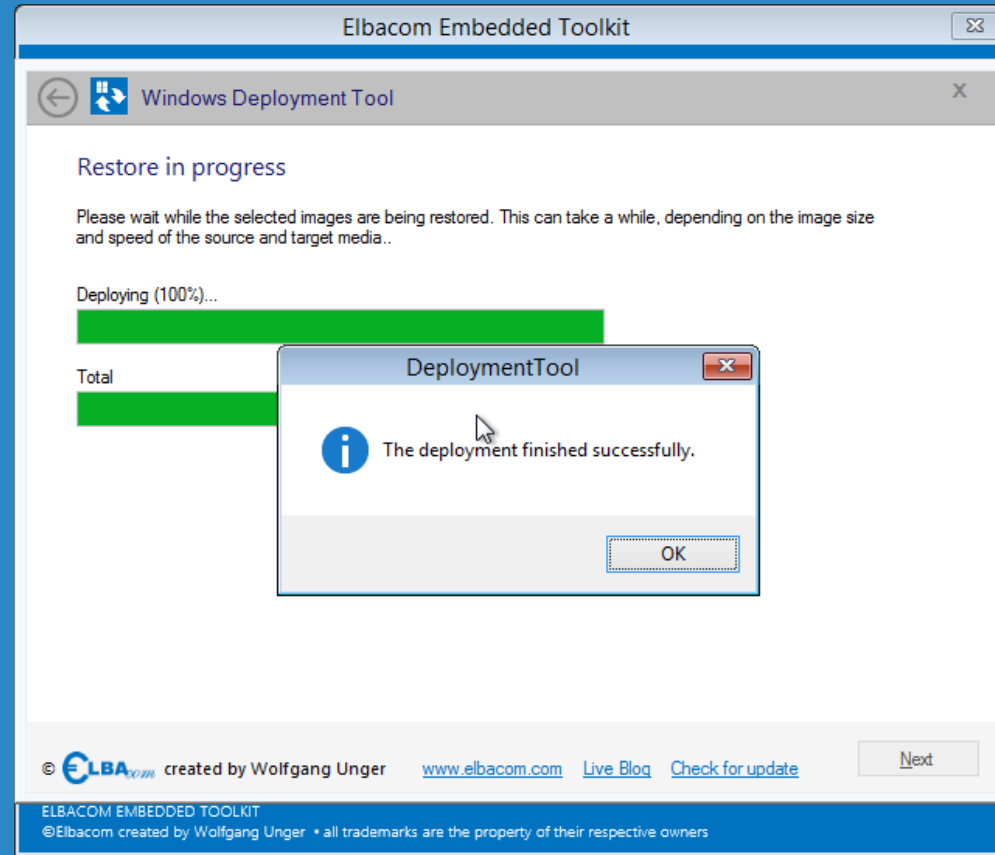 Elbacom Embedded Toolkit
Windows Deployment Tool
X
Restore in progress
Please wait while the selected images are being restored. This can take a while, depending on the image size
and speed of the source and target media..
Deploying (100%)...
Total
DeploymentTool
The deployment finished successfully.
OK
Next
© ELBAcom created by Wolfgang Unger www.elbacom.com Live Blog Check for update
ELBACOM EMBEDDED TOOLKIT
©Elbacom created by Wolfgang Unger • all trademarks are the property of their respective owners